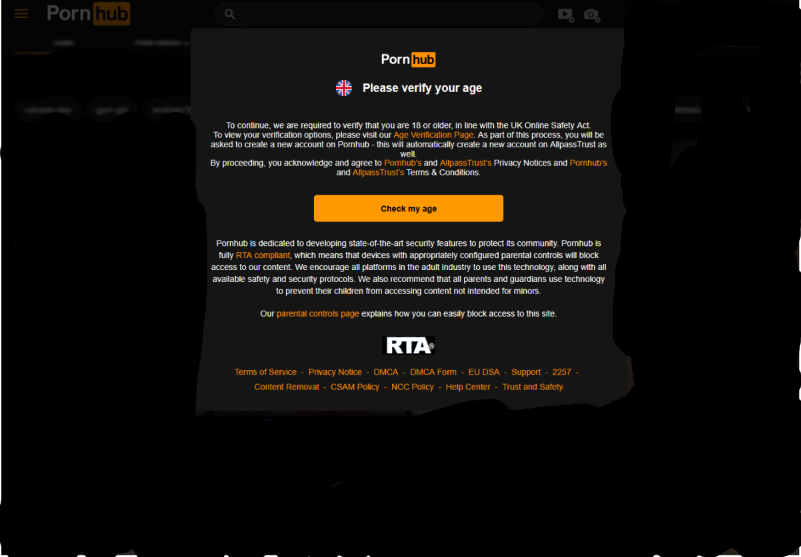 Pornhub
Pornhub
Please verify your age
To continue, we are required to verify that you are 18 or older, in line with the UK Online Safety Act.
To view your verification options, please visit our Age Verification Page. As part of this process, you will be
asked to create a new account on Pornhub - this will automatically create a new account on AllpassTrust as
well.
By proceeding, you acknowledge and agree to Pornhub's and AllpassTrust's Privacy Notices and Pornhub's
and AllpassTrust's Terms & Conditions.
Check my age
Pornhub is dedicated to developing state-of-the-art security features to protect its community. Pornhub is
fully RTA compliant, which means that devices with appropriately configured parental controls will block
access to our content. We encourage all platforms in the adult industry to use this technology, along with all
available safety and security protocols. We also recommend that all parents and guardians use technology
to prevent their children from accessing content not intended for minors.
Our parental controls page explains how you can easily block access to this site.
RTA®
Terms of Service - Privacy Notice - DMCA - DMCA Form - EU DSA - Support - 2257 -
Content Removal - CSAM Policy - NCC Policy - Help Center - Trust and Safety